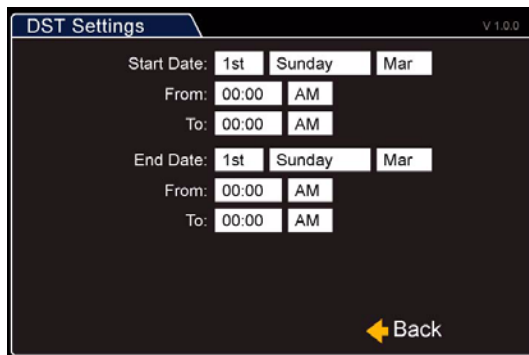 DST Settings V 1.0.0
Start Date: 1st Sunday Mar
From: 00:00 AM
To: 00:00 AM
End Date: 1st Sunday Mar
From: 00:00 AM
To: 00:00 AM
Back